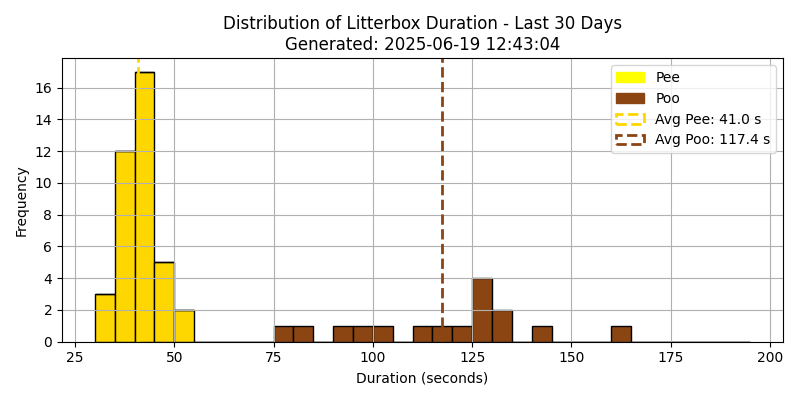 Distribution of Litterbox Duration - Last 30 Days
Generated: 2025-06-19 12:43:04
Pee
Poo
Avg Pee: 41.0 s
Avg Poo: 117.4 s
Frequency
16
14
12
10
8
6
4
2
0
25 50 75 100 125 150 175 200
Duration (seconds)